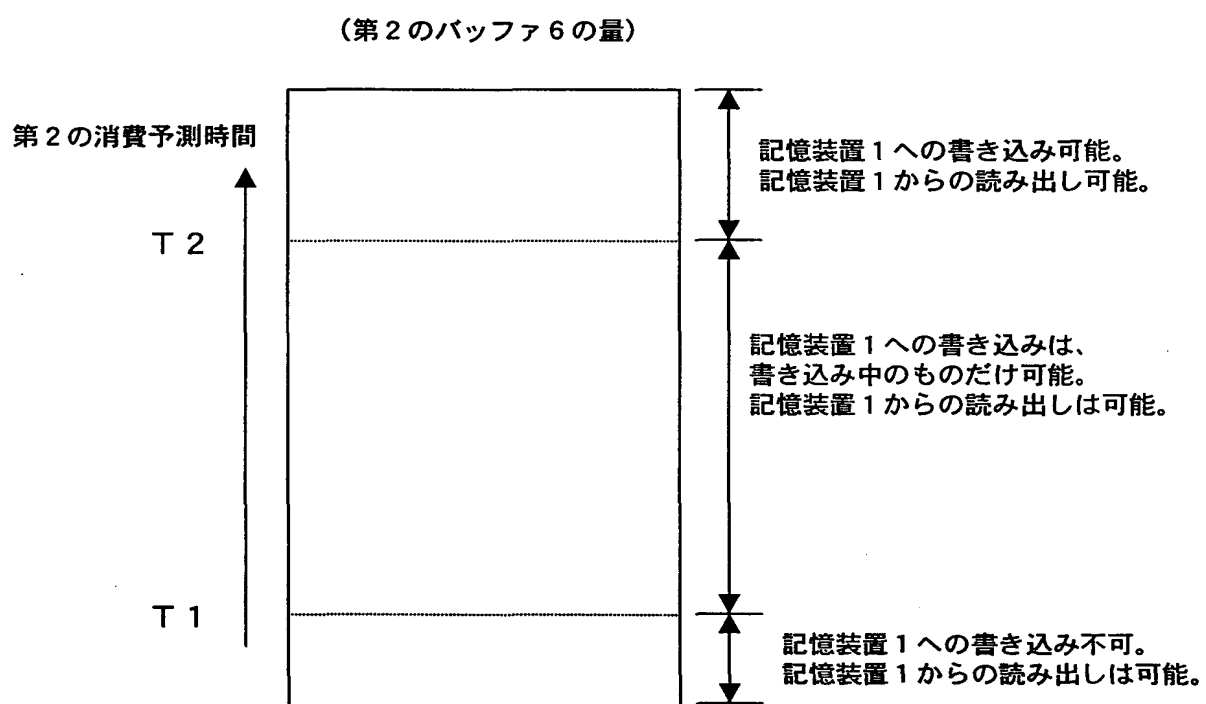 （第２のバッファ６の量）
第２の消費予測時間
記憶装置１への書き込み可能。
記憶装置１からの読み出し可能。
Ｔ２
記憶装置１への書き込みは、
書き込み中のものだけ可能。
記憶装置１からの読み出しは可能。
Ｔ１
記憶装置１への書き込み不可。
記憶装置１からの読み出しは可能。